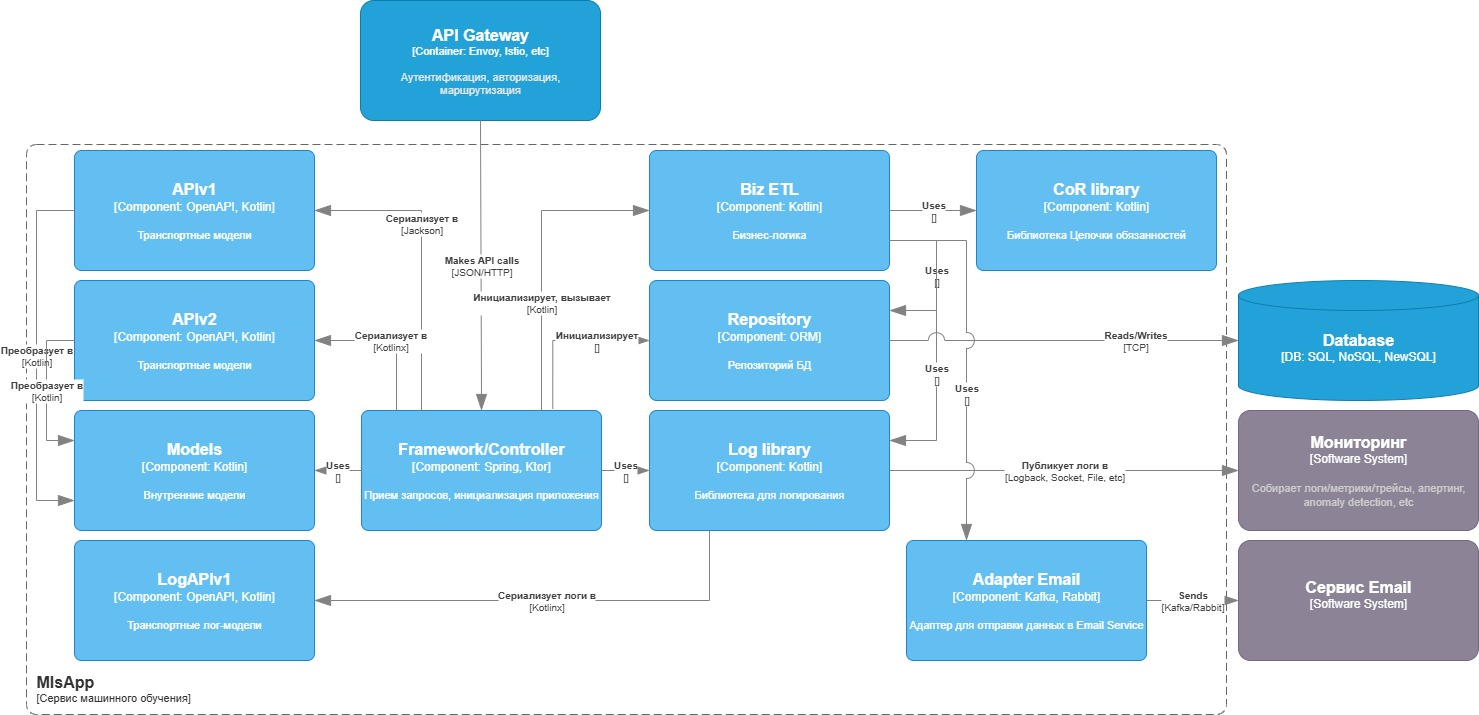 API Gateway
[Container: Envoy, Istio, etc]
Аутентификация, авторизация,
маршрутизация
APIv1
[Component: OpenAPI, Kotlin]
Транспортные модели
Biz ETL
[Component: Kotlin]
Бизнес-логика
CoR library
[Component: Kotlin]
Библиотека Цепочки обязанностей
Сериализует в
[Jackson]
Uses
[]
Makes API calls
[JSON/HTTP]
Uses
[]
Инициализирует, вызывает
[Kotlin]
APIv2
[Component: OpenAPI, Kotlin]
Транспортные модели
Сериализует в
[Kotlinx]
Инициализирует
[]
Repository
[Component: ORM]
Репозиторий БД
Reads/Writes
[TCP]
Database
[DB: SQL, NoSQL, NewSQL]
Преобразует в
[Kotlin]
Преобразует в
[Kotlin]
Uses
[]
Uses
[]
Models
[Component: Kotlin]
Внутренние модели
Uses
[]
Framework/Controller
[Component: Spring, Ktor]
Прием запросов, инициализация приложения
Uses
[]
Log library
[Component: Kotlin]
Библиотека для логирования
Публикует логи в
[Logback, Socket, File, etc]
Мониторинг
[Software System]
Собирает логи/метрики/трейсы, алертинг,
anomaly detection, etc
LogAPIv1
[Component: OpenAPI, Kotlin]
Транспортные лог-модели
Сериализует логи в
[Kotlinx]
Adapter Email
[Component: Kafka, Rabbit]
Адаптер для отправки данных в Email Service
Sends
[Kafka/Rabbit]
Сервис Email
[Software System]
MlsApp
[Сервис машинного обучения]